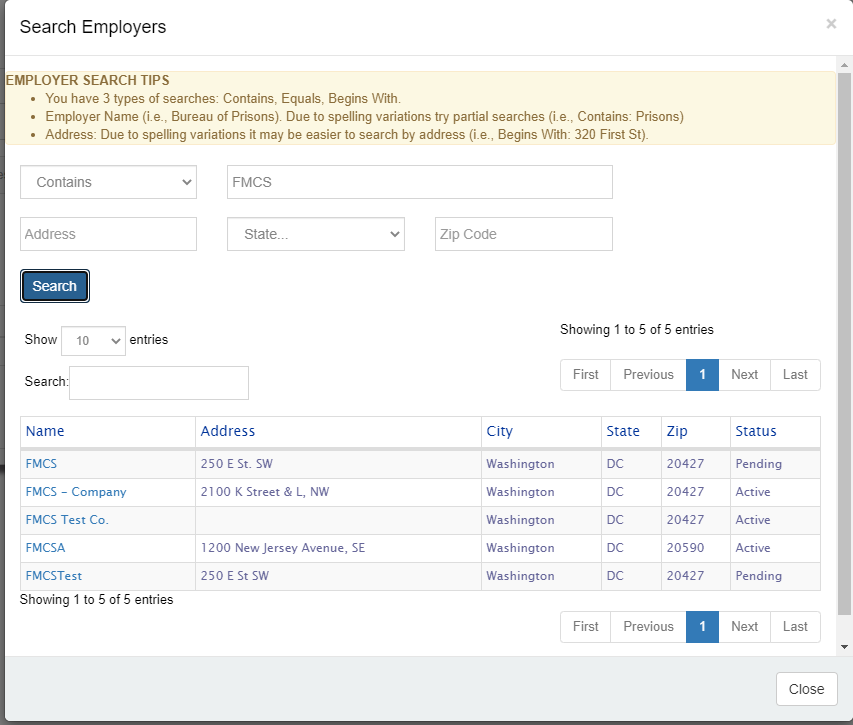 Search Employers
×
EMPLOYER SEARCH TIPS
• You have 3 types of searches: Contains, Equals, Begins With.
• Employer Name (i.e., Bureau of Prisons). Due to spelling variations try partial searches (i.e., Contains: Prisons)
• Address: Due to spelling variations it may be easier to search by address (i.e., Begins With: 320 First St).
Contains FMCS
Address State... Zip Code
Search
Showing 1 to 5 of 5 entries
Show 10 entries
First Previous 1 Next Last
Search:
Name Address City State Zip Status
FMCS 250 E St. SW Washington DC 20427 Pending
FMCS - Company 2100 K Street & L, NW Washington DC 20427 Active
FMCS Test Co. Washington DC 20427 Active
FMCSA 1200 New Jersey Avenue, SE Washington DC 20590 Active
FMCSTest 250 E St SW Washington DC 20427 Pending
Showing 1 to 5 of 5 entries
First Previous 1 Next Last
Close